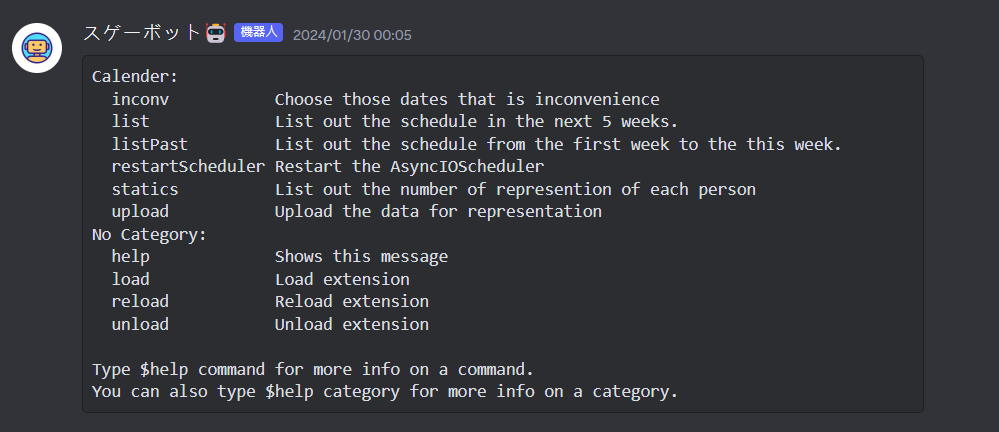 スゲーボット🤖 機器人 2024/01/30 00:05
Calender:
  inconv           Choose those dates that is inconvenience
  list             List out the schedule in the next 5 weeks.
  listPast         List out the schedule from the first week to the this week.
  restartScheduler Restart the AsyncIOScheduler
  statics          List out the number of represention of each person
  upload           Upload the data for representation
No Category:
  help             Shows this message
  load             Load extension
  reload           Reload extension
  unload           Unload extension

Type $help command for more info on a command.
You can also type $help category for more info on a category.